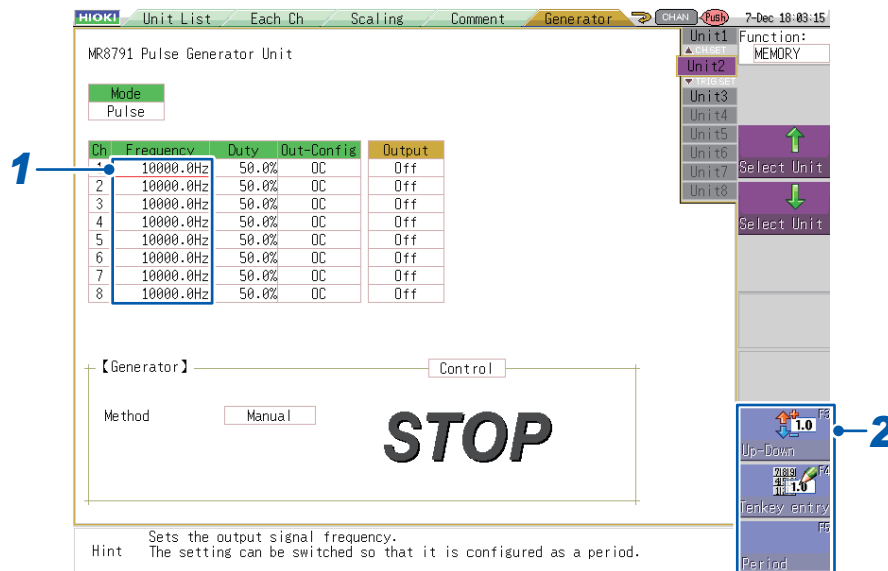 HIOKI Unit List Each Ch Scaling Comment Generator CHAN Push 7-Dec 18:03:15
Unit1 Function:
MR8791 Pulse Generator Unit
▲CH SET MEMORY
Unit2
▼TRIG SET
Mode
Unit3
Pulse
Unit4
Ch Frequency Duty Out-Config Output
Unit5
Unit6
Unit7 Select Unit
Unit8
1
1 10000.0Hz 50.0% OC Off
2 10000.0Hz 50.0% OC Off
3 10000.0Hz 50.0% OC Off
4 10000.0Hz 50.0% OC Off
Select Unit
5 10000.0Hz 50.0% OC Off
6 10000.0Hz 50.0% OC Off
7 10000.0Hz 50.0% OC Off
8 10000.0Hz 50.0% OC Off
【Generator】 Control
Method Manual
STOP
F3
1.0
2
Up-Down
F4
1.0
Tenkey entry
F5
Period
Hint Sets the output signal frequency.
The setting can be switched so that it is configured as a period.